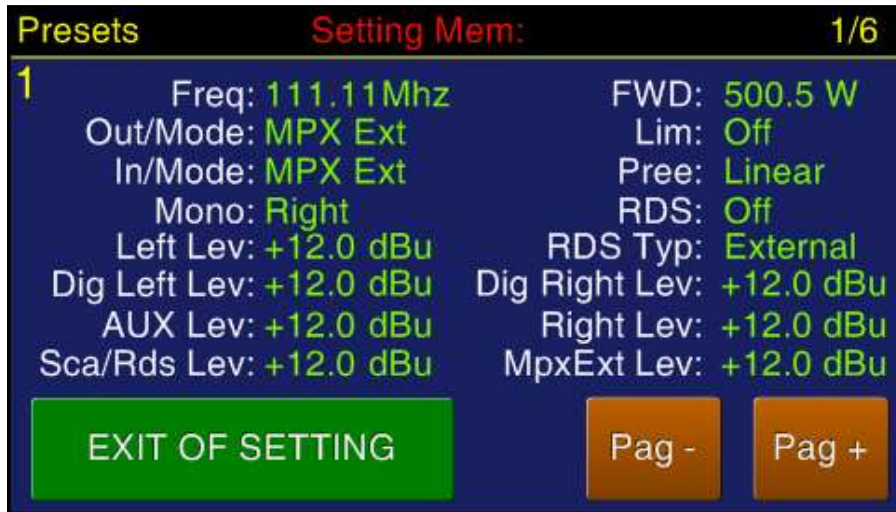 Presets Setting Mem: 1/6
1
Freq: 111.11Mhz FWD: 500.5 W
Out/Mode: MPX Ext Lim: Off
In/Mode: MPX Ext Pree: Linear
Mono: Right RDS: Off
Left Lev: +12.0 dBu RDS Typ: External
Dig Left Lev: +12.0 dBu Dig Right Lev: +12.0 dBu
AUX Lev: +12.0 dBu Right Lev: +12.0 dBu
Sca/Rds Lev: +12.0 dBu MpxExt Lev: +12.0 dBu
EXIT OF SETTING Pag - Pag +